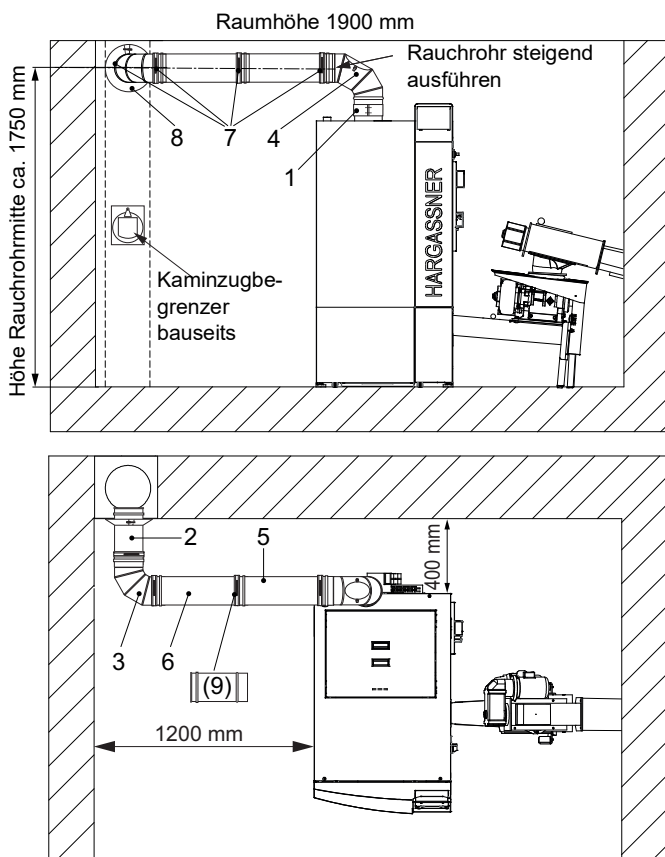 Raumhöhe 1900 mm
Höhe Rauchrohrmitte ca. 1750 mm
Rauchrohr steigend
ausführen
8
7
4
1
HARGASSNER
Kaminzugbe-
grenzer
bauseits
2
5
400 mm
3
6
(9)
1200 mm